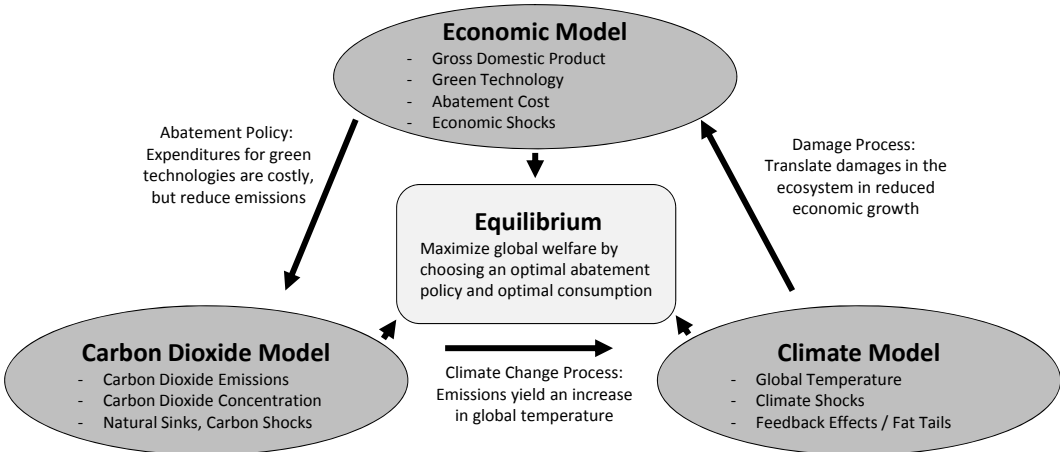 Economic Model
- Gross Domestic Product
- Green Technology
- Abatement Cost
- Economic Shocks
Abatement Policy:
Expenditures for green
technologies are costly,
but reduce emissions
Damage Process:
Translate damages in the
ecosystem in reduced
economic growth
Equilibrium
Maximize global welfare by
choosing an optimal abatement
policy and optimal consumption
Carbon Dioxide Model
- Carbon Dioxide Emissions
- Carbon Dioxide Concentration
- Natural Sinks, Carbon Shocks
Climate Change Process:
Emissions yield an increase
in global temperature
Climate Model
- Global Temperature
- Climate Shocks
- Feedback Effects / Fat Tails